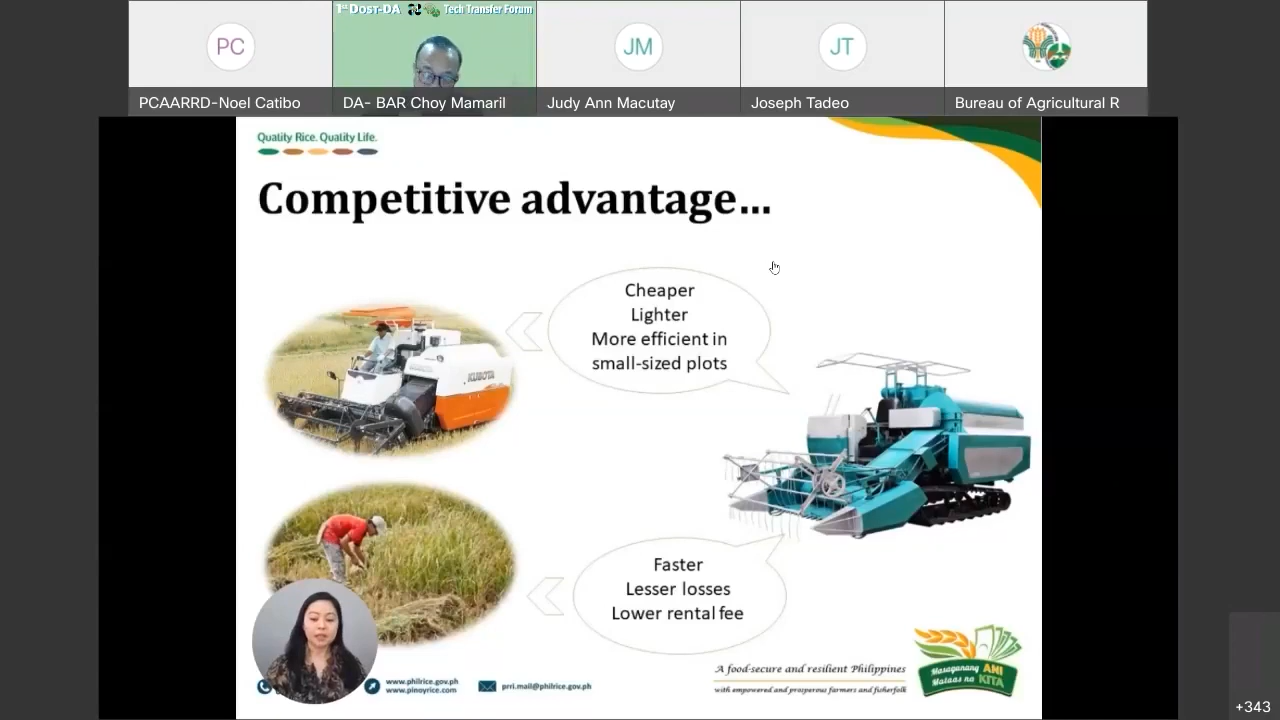 1st DOST-DA Tech Transfer Forum
PC
JM
JT
PCAARRD-Noel Catibo
DA- BAR Choy Mamaril
Judy Ann Macutay
Joseph Tadeo
Bureau of Agricultural R
Quality Rice. Quality Life.
Competitive advantage...
Cheaper
Lighter
More efficient in
small-sized plots
KUBOTA
Faster
Lesser losses
Lower rental fee
www.philrice.gov.ph
www.pinoyrice.com
prri.mail@philrice.gov.ph
A food-secure and resilient Philippines
with empowered and prosperous farmers and fisherfolk
Masaganang ANI
Mataas na KITA
+343